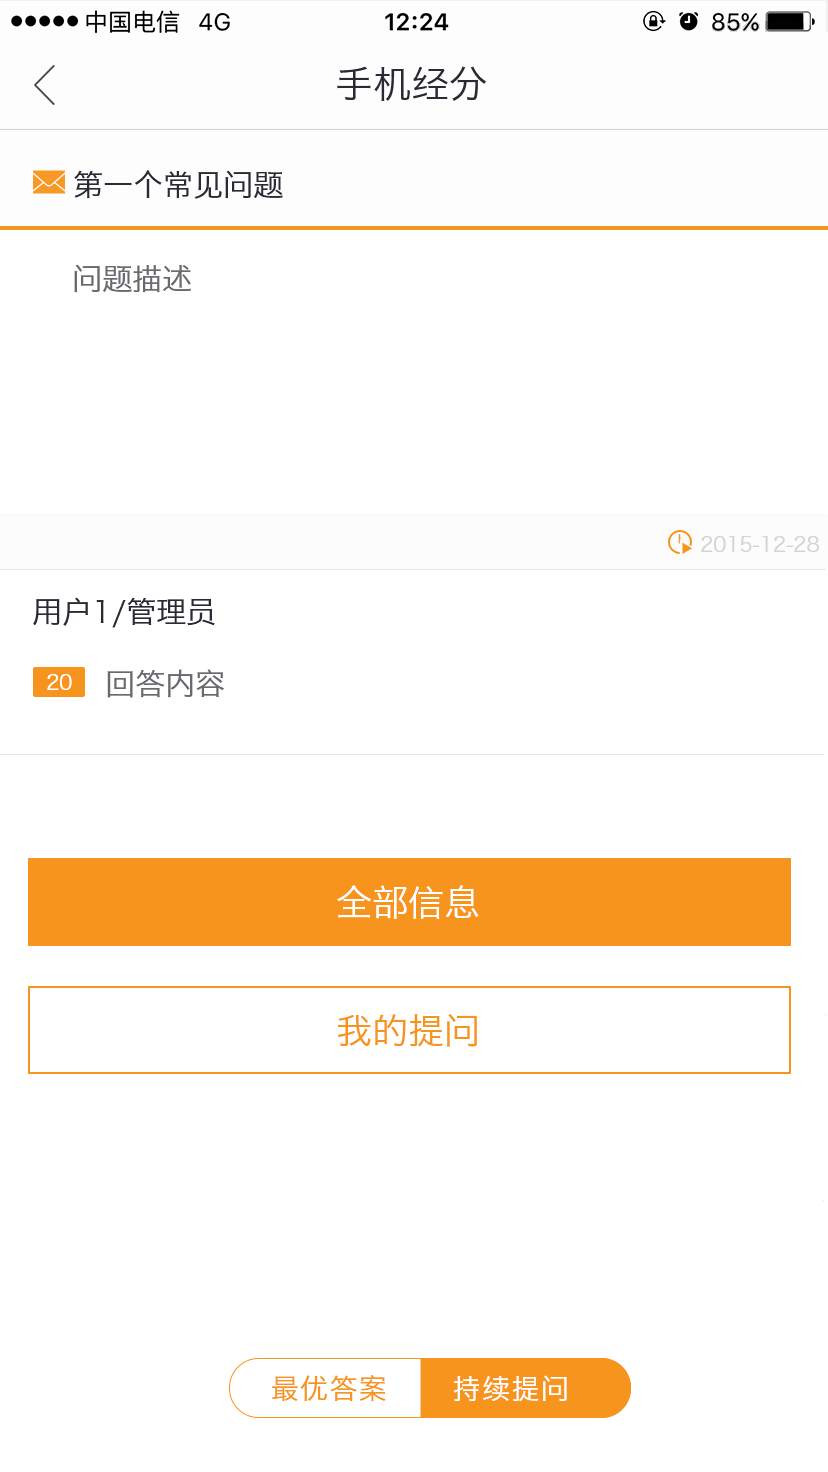 中国电信 4G 12:24 85%
手机经分
第一个常见问题
问题描述
2015-12-28
用户1/管理员
20 回答内容
全部信息
我的提问
最优答案 持续提问